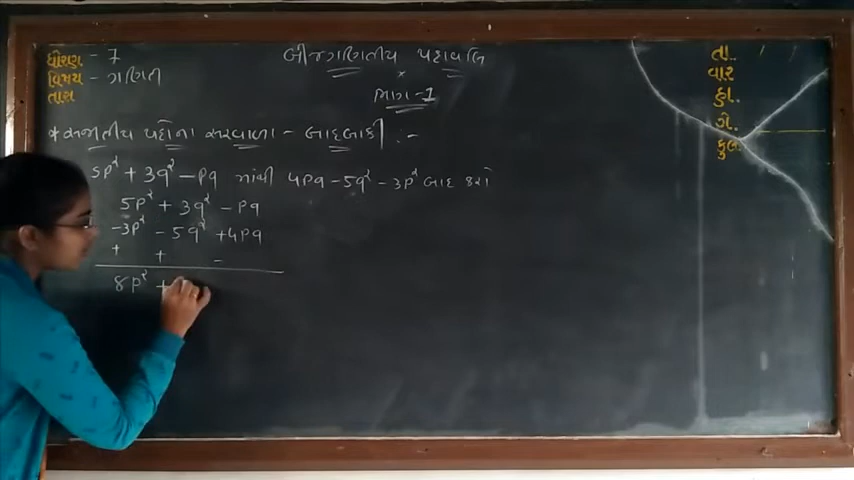 ધોરણ - 7
વિષય - ગણિત
તાસ
બીજગણિતીય પદાવલિ
ભાગ - 1
* સજાતીય પદોના સરવાળા - બાદબાકી :-
5p² + 3q² - pq માંથી 4pq - 5q² - 3p² બાદ કરો
5p² + 3q² - pq
-3p² - 5q² + 4pq
+ + -
8p² +
તા..
વાર
હા..
ગે..
કુલ